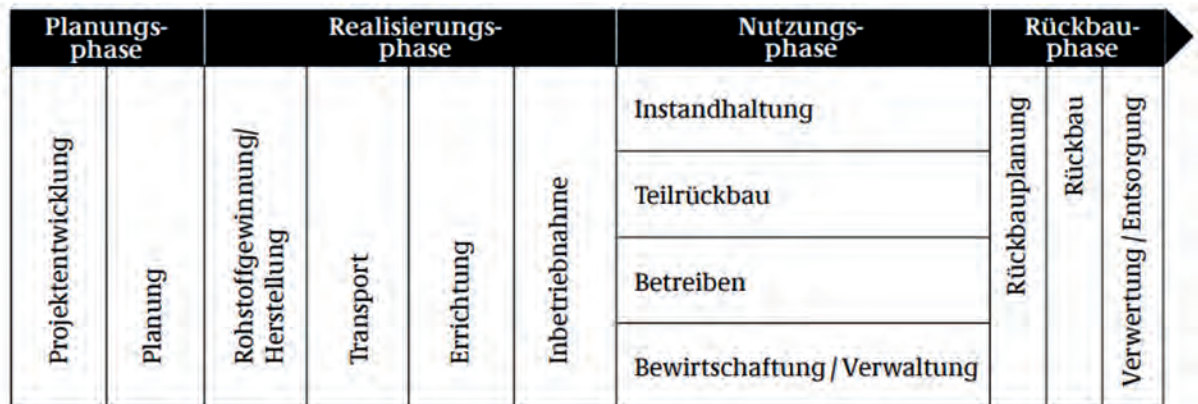 Planungs-
phase
Realisierungs-
phase
Nutzungs-
phase
Rückbau-
phase
Projektentwicklung
Planung
Rohstoffgewinnung/
Herstellung
Transport
Errichtung
Inbetriebnahme
Instandhaltung
Teilrückbau
Betreiben
Bewirtschaftung / Verwaltung
Rückbauplanung
Rückbau
Verwertung / Entsorgung